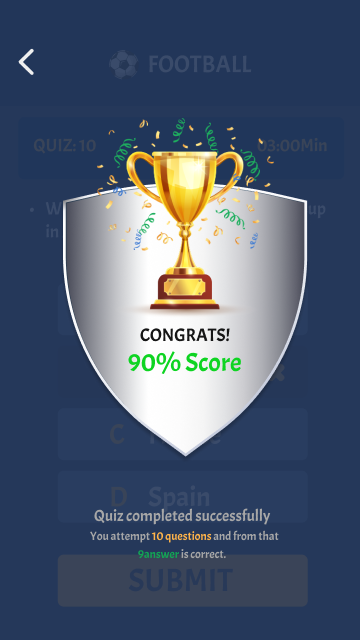 FOOTBALL
QUIZ: 10
03:00Min
up
in
CONGRATS!
90% Score
C
D Spain
Quiz completed successfully
You attempt 10 questions and from that
9answer is correct.
SUBMIT